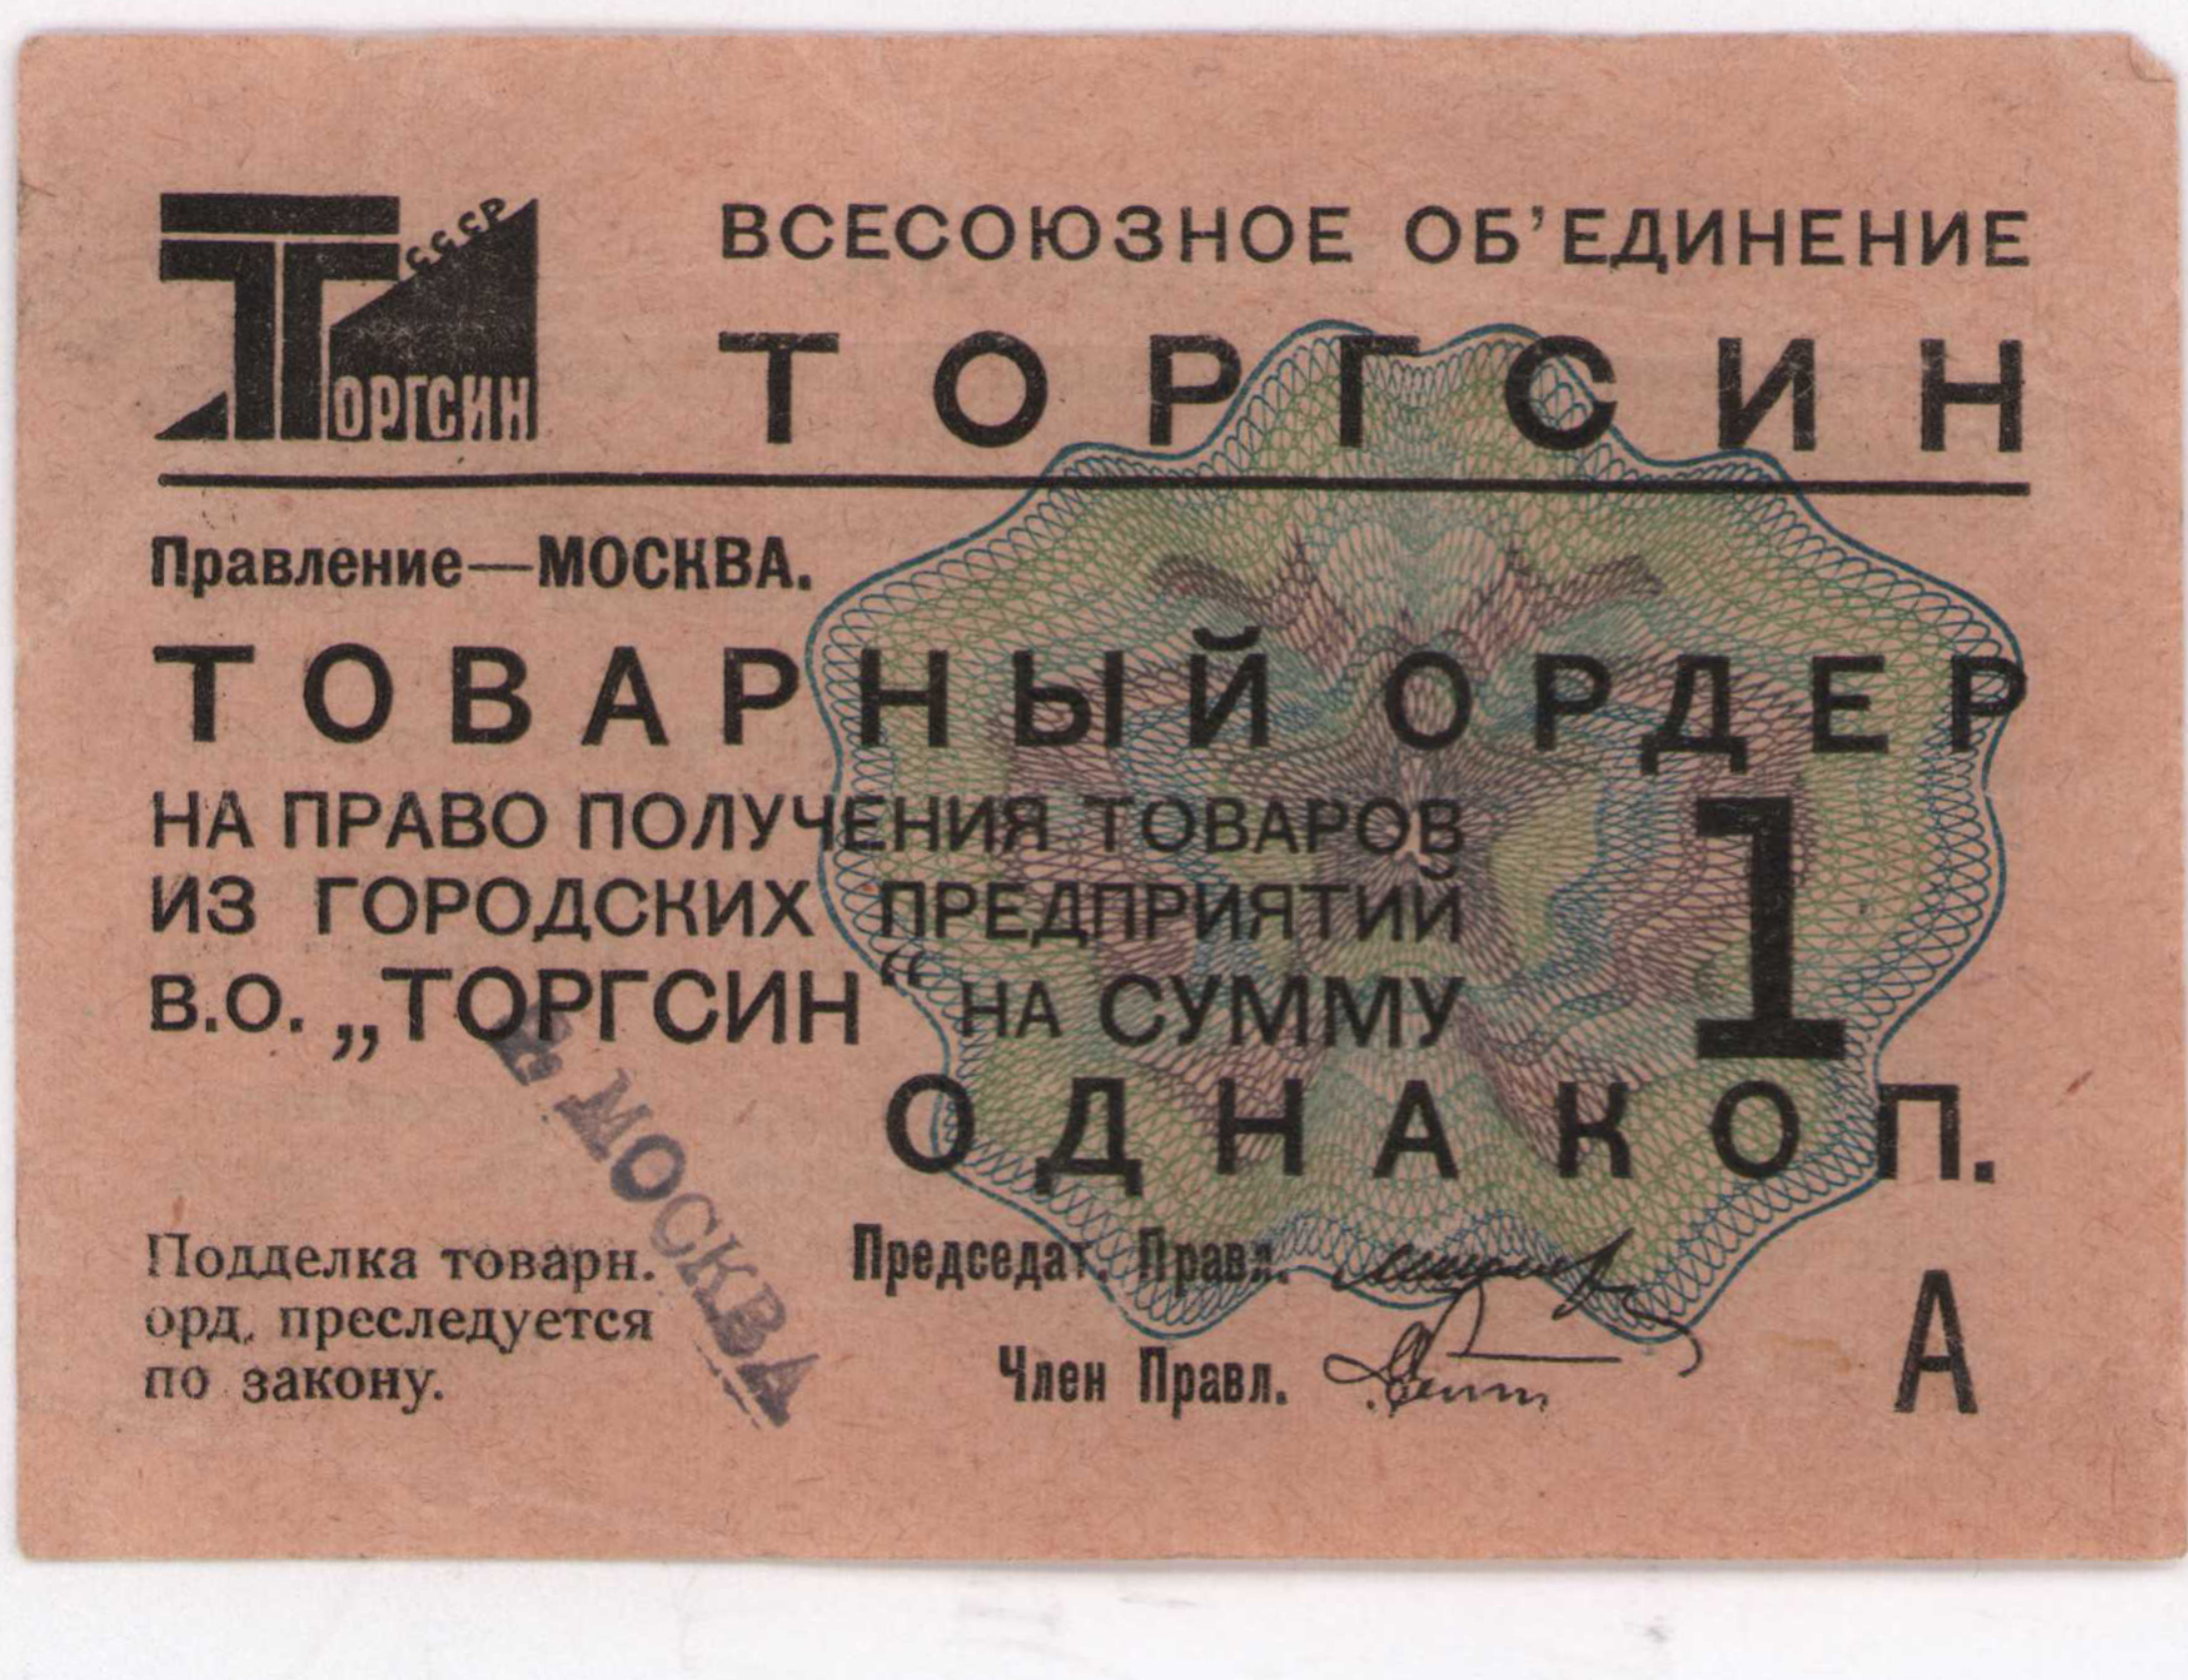 СССР
ТОРГСИН
ВСЕСОЮЗНОЕ ОБ'ЕДИНЕНИЕ
ТОРГСИН
Правление—МОСКВА.
ТОВАРНЫЙ ОРДЕР
НА ПРАВО ПОЛУЧЕНИЯ ТОВАРОВ
ИЗ ГОРОДСКИХ ПРЕДПРИЯТИЙ
В.О. „ТОРГСИН“ НА СУММУ
1
ОДНА КОП.
МОСКВА
Подделка товарн.
орд. преследуется
по закону.
Председат. Правл.
Член Правл.
А